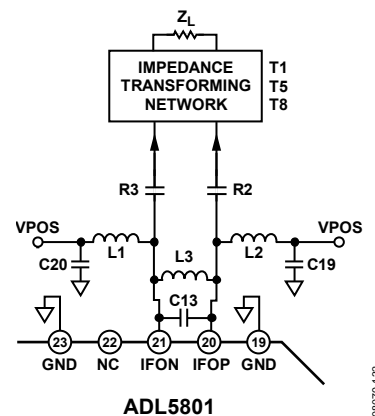 ZL
IMPEDANCE
TRANSFORMING
NETWORK
T1
T5
T8
R3
R2
VPOS
L1
L3
L2
VPOS
C20
C13
C19
23
22
21
20
19
GND
NC
IFON
IFOP
GND
ADL5801